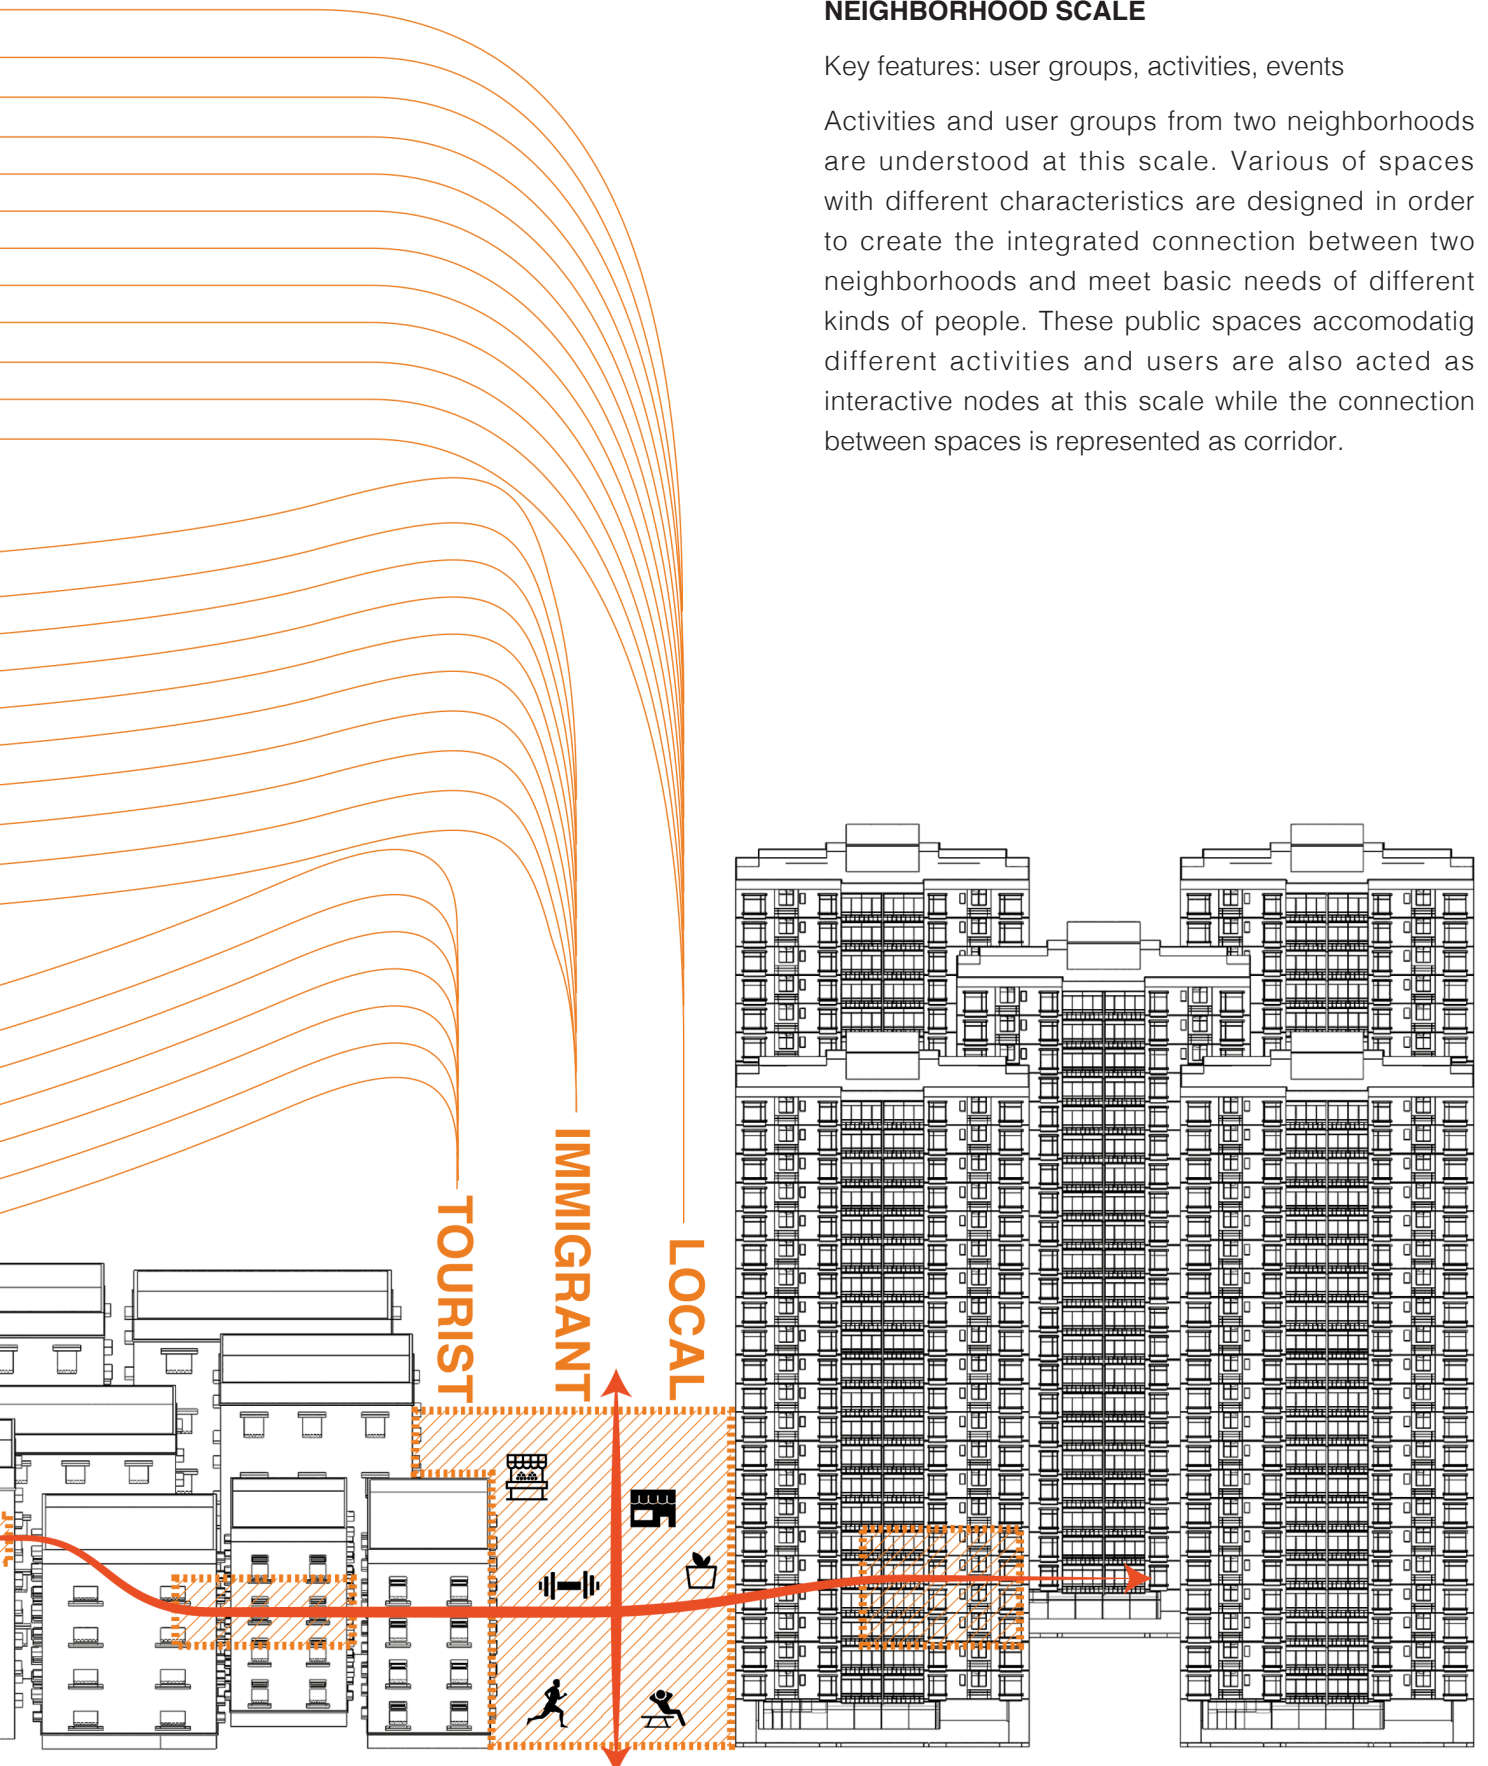 NEIGHBORHOOD SCALE
Key features: user groups, activities, events
Activities and user groups from two neighborhoods
are understood at this scale. Various of spaces
with different characteristics are designed in order
to create the integrated connection between two
neighborhoods and meet basic needs of different
kinds of people. These public spaces accomodatig
different activities and users are also acted as
interactive nodes at this scale while the connection
between spaces is represented as corridor.
TOURIST
IMMIGRANT
LOCAL